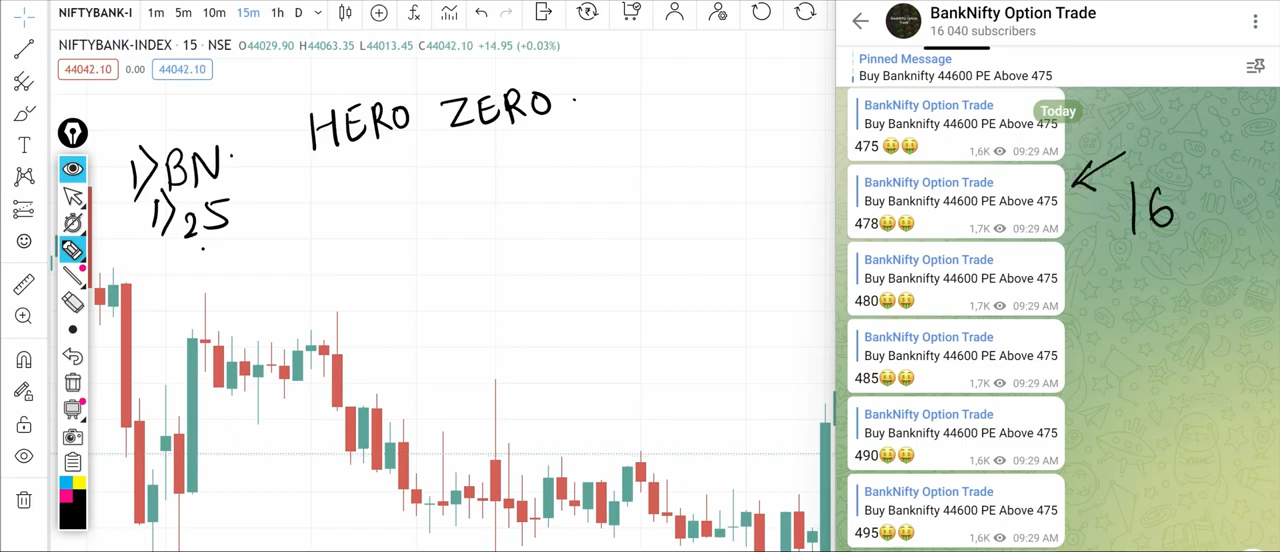 NIFTYBANK-I 1m 5m 10m 15m 1h D
NIFTYBANK-INDEX · 15 · NSE O44029.90 H44063.35 L44013.45 C44042.10 +14.95 (+0.03%)
44042.10 0.00 44042.10
HERO ZERO
1) BN
1) 25
BankNifty Option Trade
16 040 subscribers
Pinned Message
Buy Banknifty 44600 PE Above 475
Today
BankNifty Option Trade
Buy Banknifty 44600 PE Above 475
475 🤑🤑
1,6K 09:29 AM
BankNifty Option Trade
Buy Banknifty 44600 PE Above 475
478🤑🤑
1,7K 09:29 AM
16
BankNifty Option Trade
Buy Banknifty 44600 PE Above 475
480🤑🤑
1,7K 09:29 AM
BankNifty Option Trade
Buy Banknifty 44600 PE Above 475
485🤑🤑
1,7K 09:29 AM
BankNifty Option Trade
Buy Banknifty 44600 PE Above 475
490🤑🤑
1,6K 09:29 AM
BankNifty Option Trade
Buy Banknifty 44600 PE Above 475
495🤑🤑
1,6K 09:29 AM